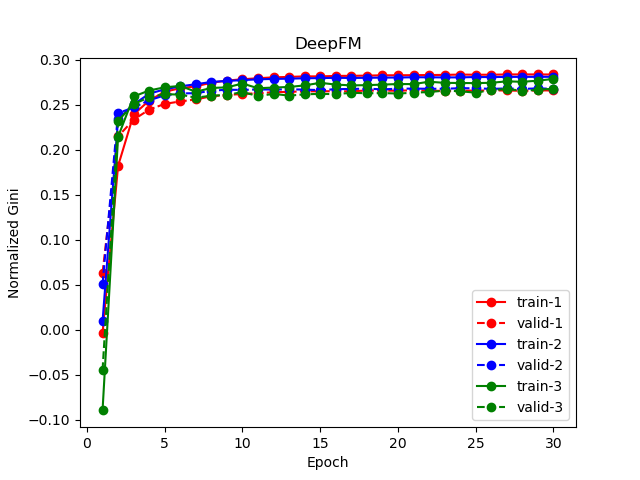 DeepFM
Normalized Gini
0.30
0.25
0.20
0.15
0.10
0.05
0.00
−0.05
−0.10
0 5 10 15 20 25 30
Epoch
train-1
valid-1
train-2
valid-2
train-3
valid-3